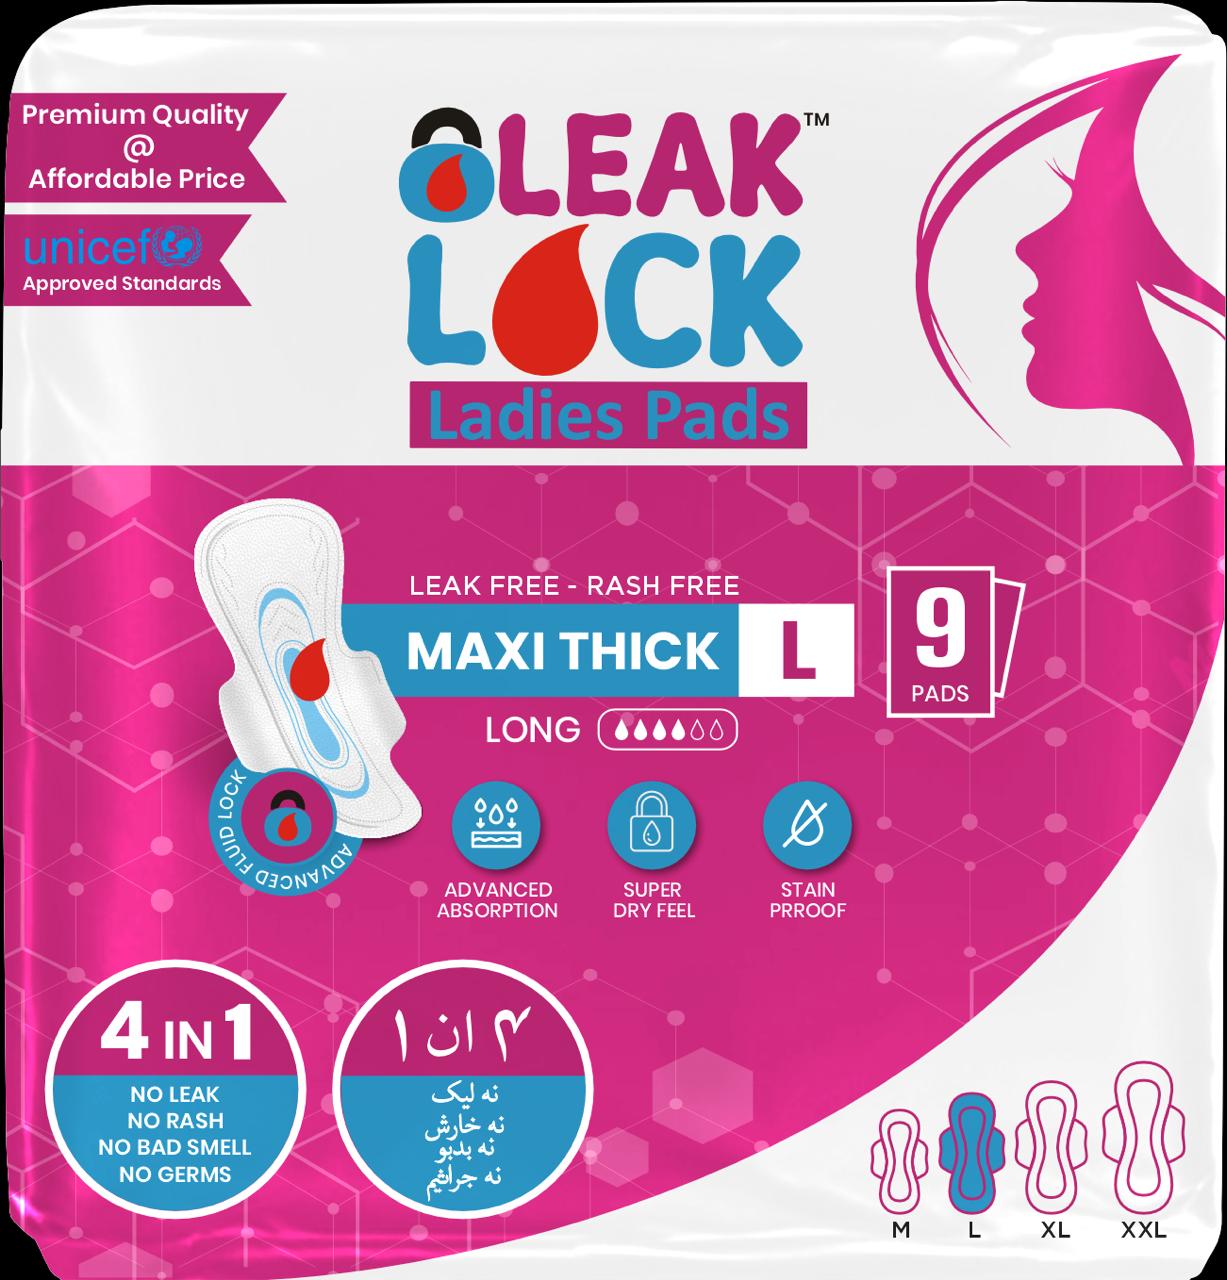 Premium Quality
@
Affordable Price
unicef
Approved Standards
LEAK™
LOCK
Ladies Pads
LEAK FREE - RASH FREE
MAXI THICK L
9
PADS
LONG
ADVANCED FLUID LOCK
ADVANCED
ABSORPTION
SUPER
DRY FEEL
STAIN
PRROOF
4 IN 1
NO LEAK
NO RASH
NO BAD SMELL
NO GERMS
۴ ان ۱
نہ لیک
نہ خارش
نہ بدبو
نہ جراثیم
M L XL XXL